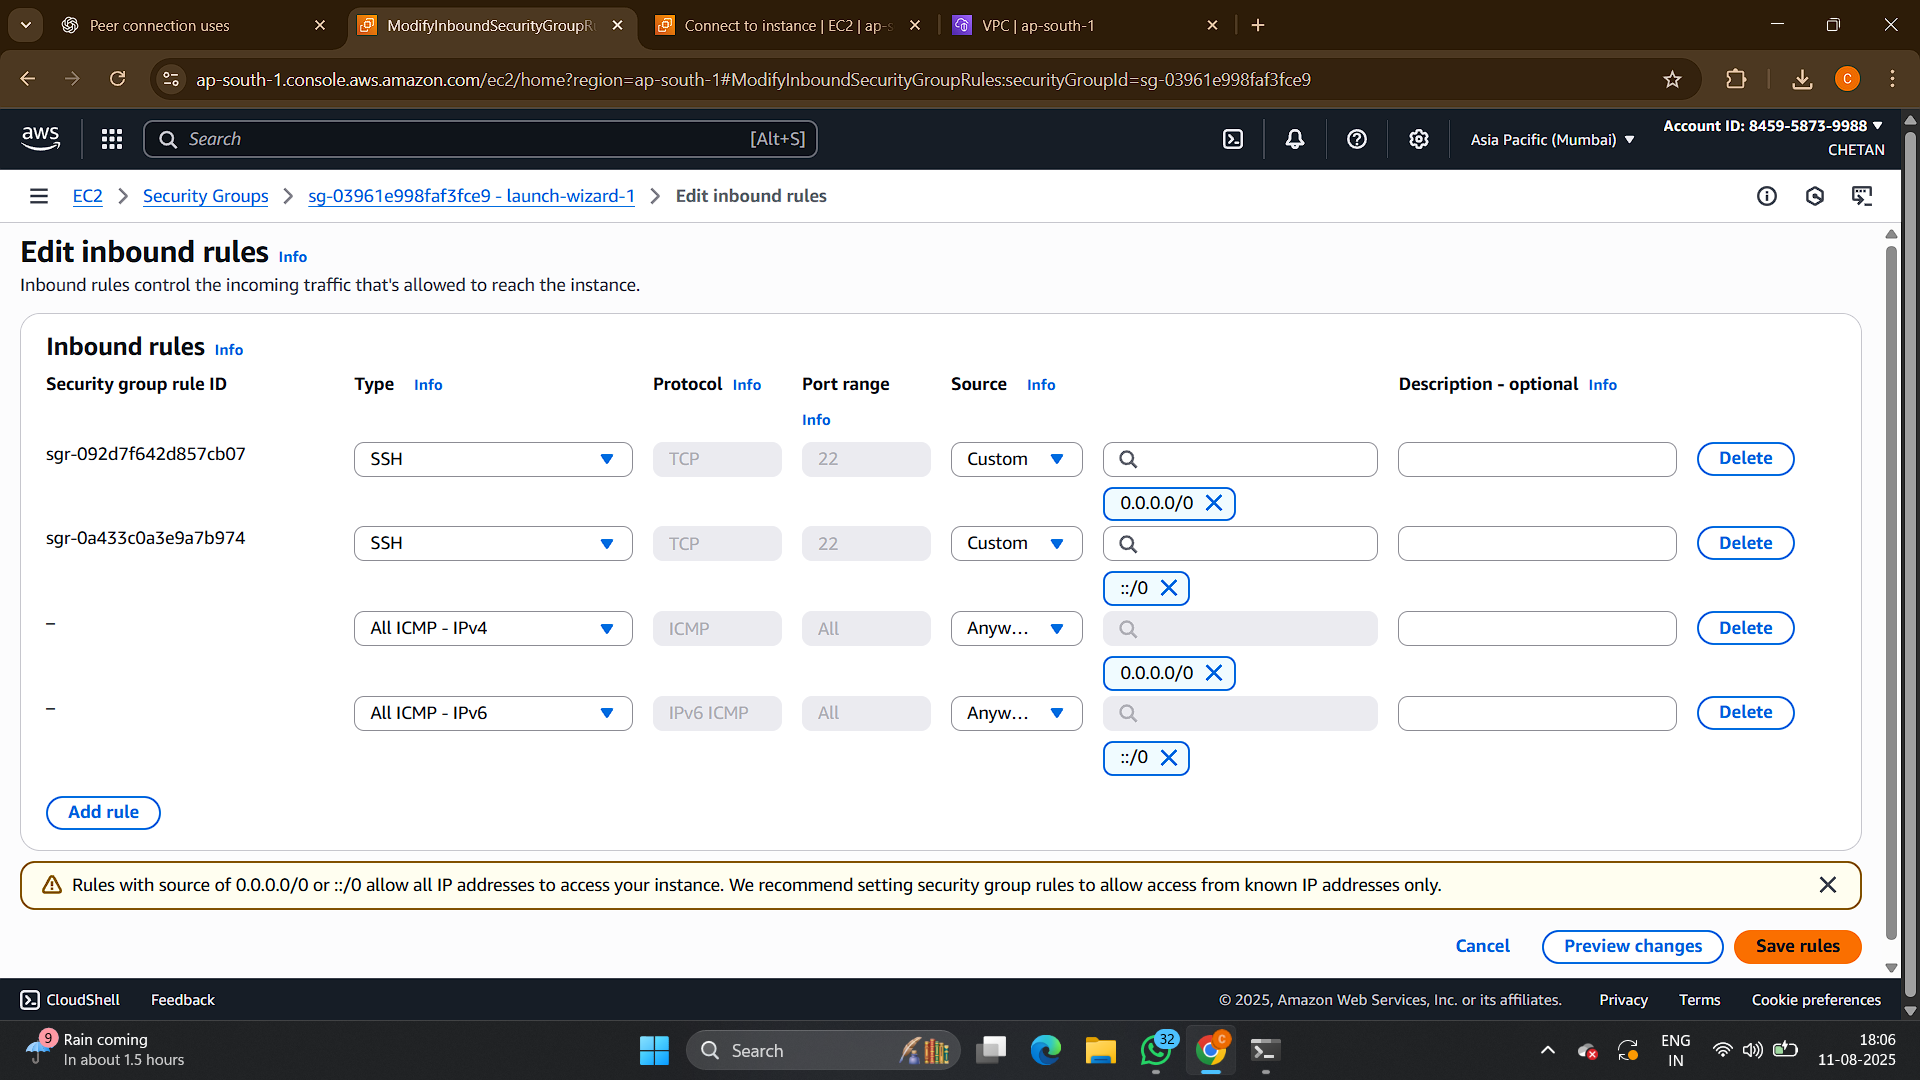 Peer connection uses
ModifyInboundSecurityGroupRu
Connect to instance | EC2 | ap-s
VPC | ap-south-1
ap-south-1.console.aws.amazon.com/ec2/home?region=ap-south-1#ModifyInboundSecurityGroupRules:securityGroupId=sg-03961e998faf3fce9
C
aws
Search
[Alt+S]
Asia Pacific (Mumbai)
Account ID: 8459-5873-9988
CHETAN
EC2
Security Groups
sg-03961e998faf3fce9 - launch-wizard-1
Edit inbound rules
Edit inbound rules Info
Inbound rules control the incoming traffic that's allowed to reach the instance.
Inbound rules Info
Security group rule ID
Type Info
Protocol Info
Port range
Info
Source Info
Description - optional Info
sgr-092d7f642d857cb07
SSH
TCP
22
Custom
Delete
0.0.0.0/0
sgr-0a433c0a3e9a7b974
SSH
TCP
22
Custom
Delete
::/0
–
All ICMP - IPv4
ICMP
All
Anyw...
Delete
0.0.0.0/0
–
All ICMP - IPv6
IPv6 ICMP
All
Anyw...
Delete
::/0
Add rule
Rules with source of 0.0.0.0/0 or ::/0 allow all IP addresses to access your instance. We recommend setting security group rules to allow access from known IP addresses only.
Cancel
Preview changes
Save rules
CloudShell
Feedback
© 2025, Amazon Web Services, Inc. or its affiliates.
Privacy
Terms
Cookie preferences
9
Rain coming
In about 1.5 hours
Search
32
C
ENG
IN
18:06
11-08-2025